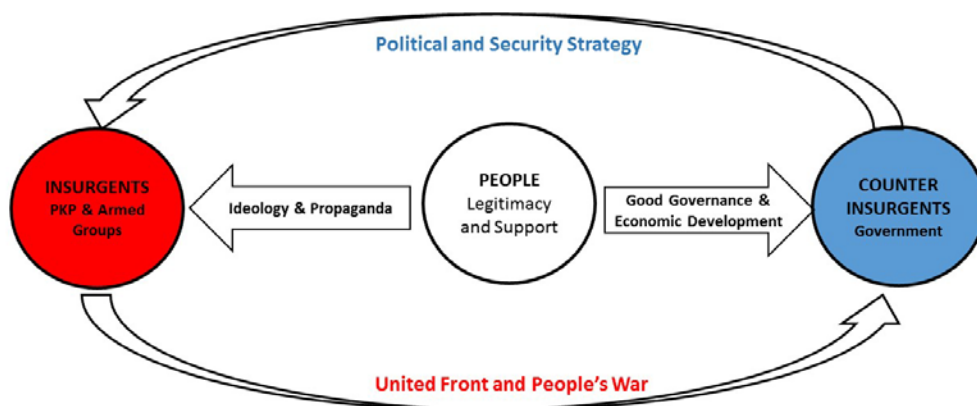 Political and Security Strategy
INSURGENTS
PKP & Armed
Groups
Ideology & Propaganda
PEOPLE
Legitimacy
and Support
Good Governance &
Economic Development
COUNTER
INSURGENTS
Government
United Front and People's War